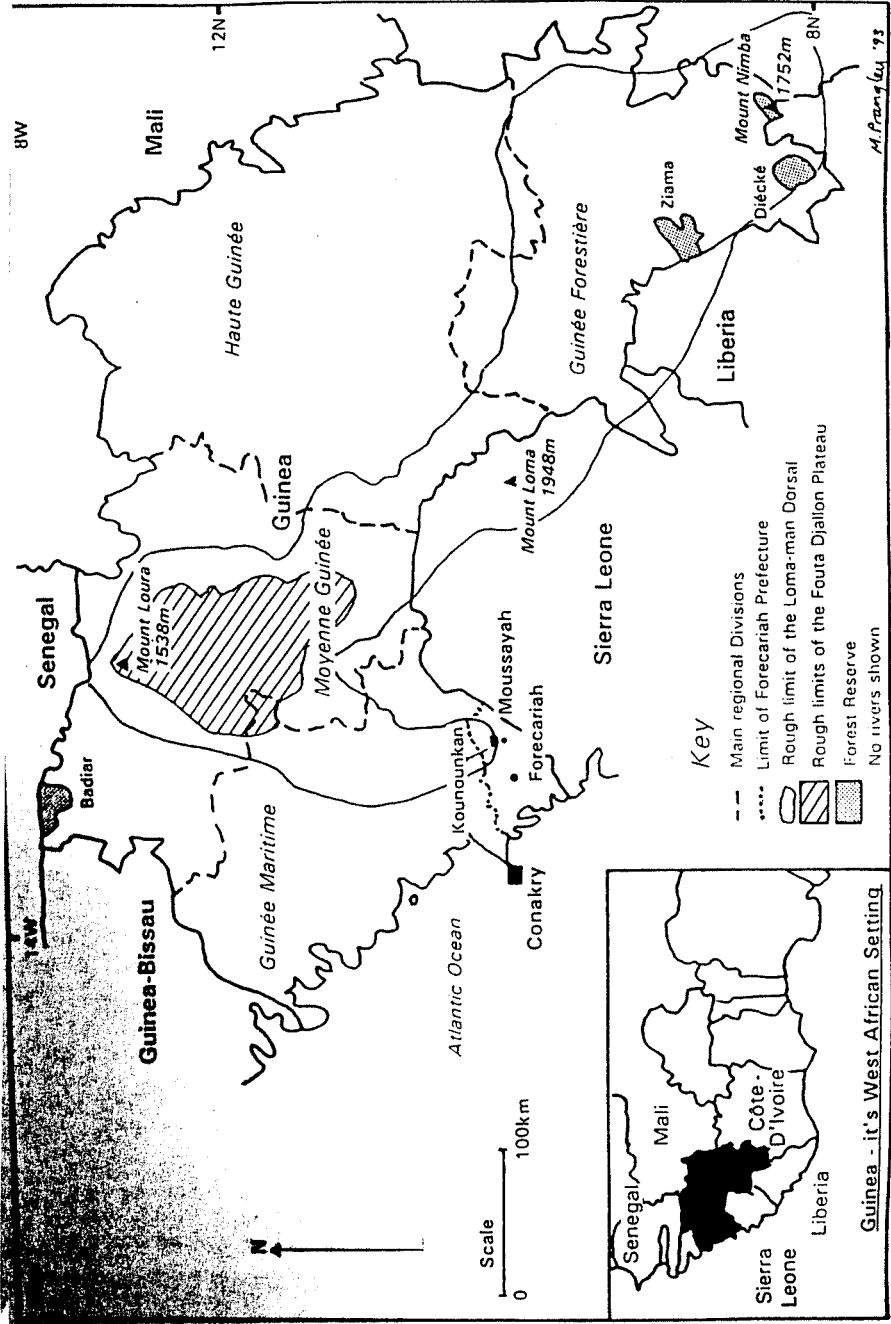 14W
8W
Senegal
Badiar
Mali
Guinea-Bissau
Mount Loura
1538m
12N
Haute Guinée
Guinée Maritime
Moyenne Guinée
Guinea
Kounounkan
Moussayah
Forecariah
Conakry
Atlantic Ocean
Mount Loma
1948m
Guinée Forestière
Sierra Leone
Liberia
Ziama
Diécké
Mount Nimba
1752m
8N
N
Scale
0
100km
Key
Main regional Divisions
Limit of Forecariah Prefecture
Rough limit of the Loma-man Dorsal
Rough limits of the Fouta Djallon Plateau
Forest Reserve
No rivers shown
Senegal
Mali
Côte-
D'Ivoire
Sierra
Leone
Liberia
Guinea - it's West African Setting
M.Prangley '93